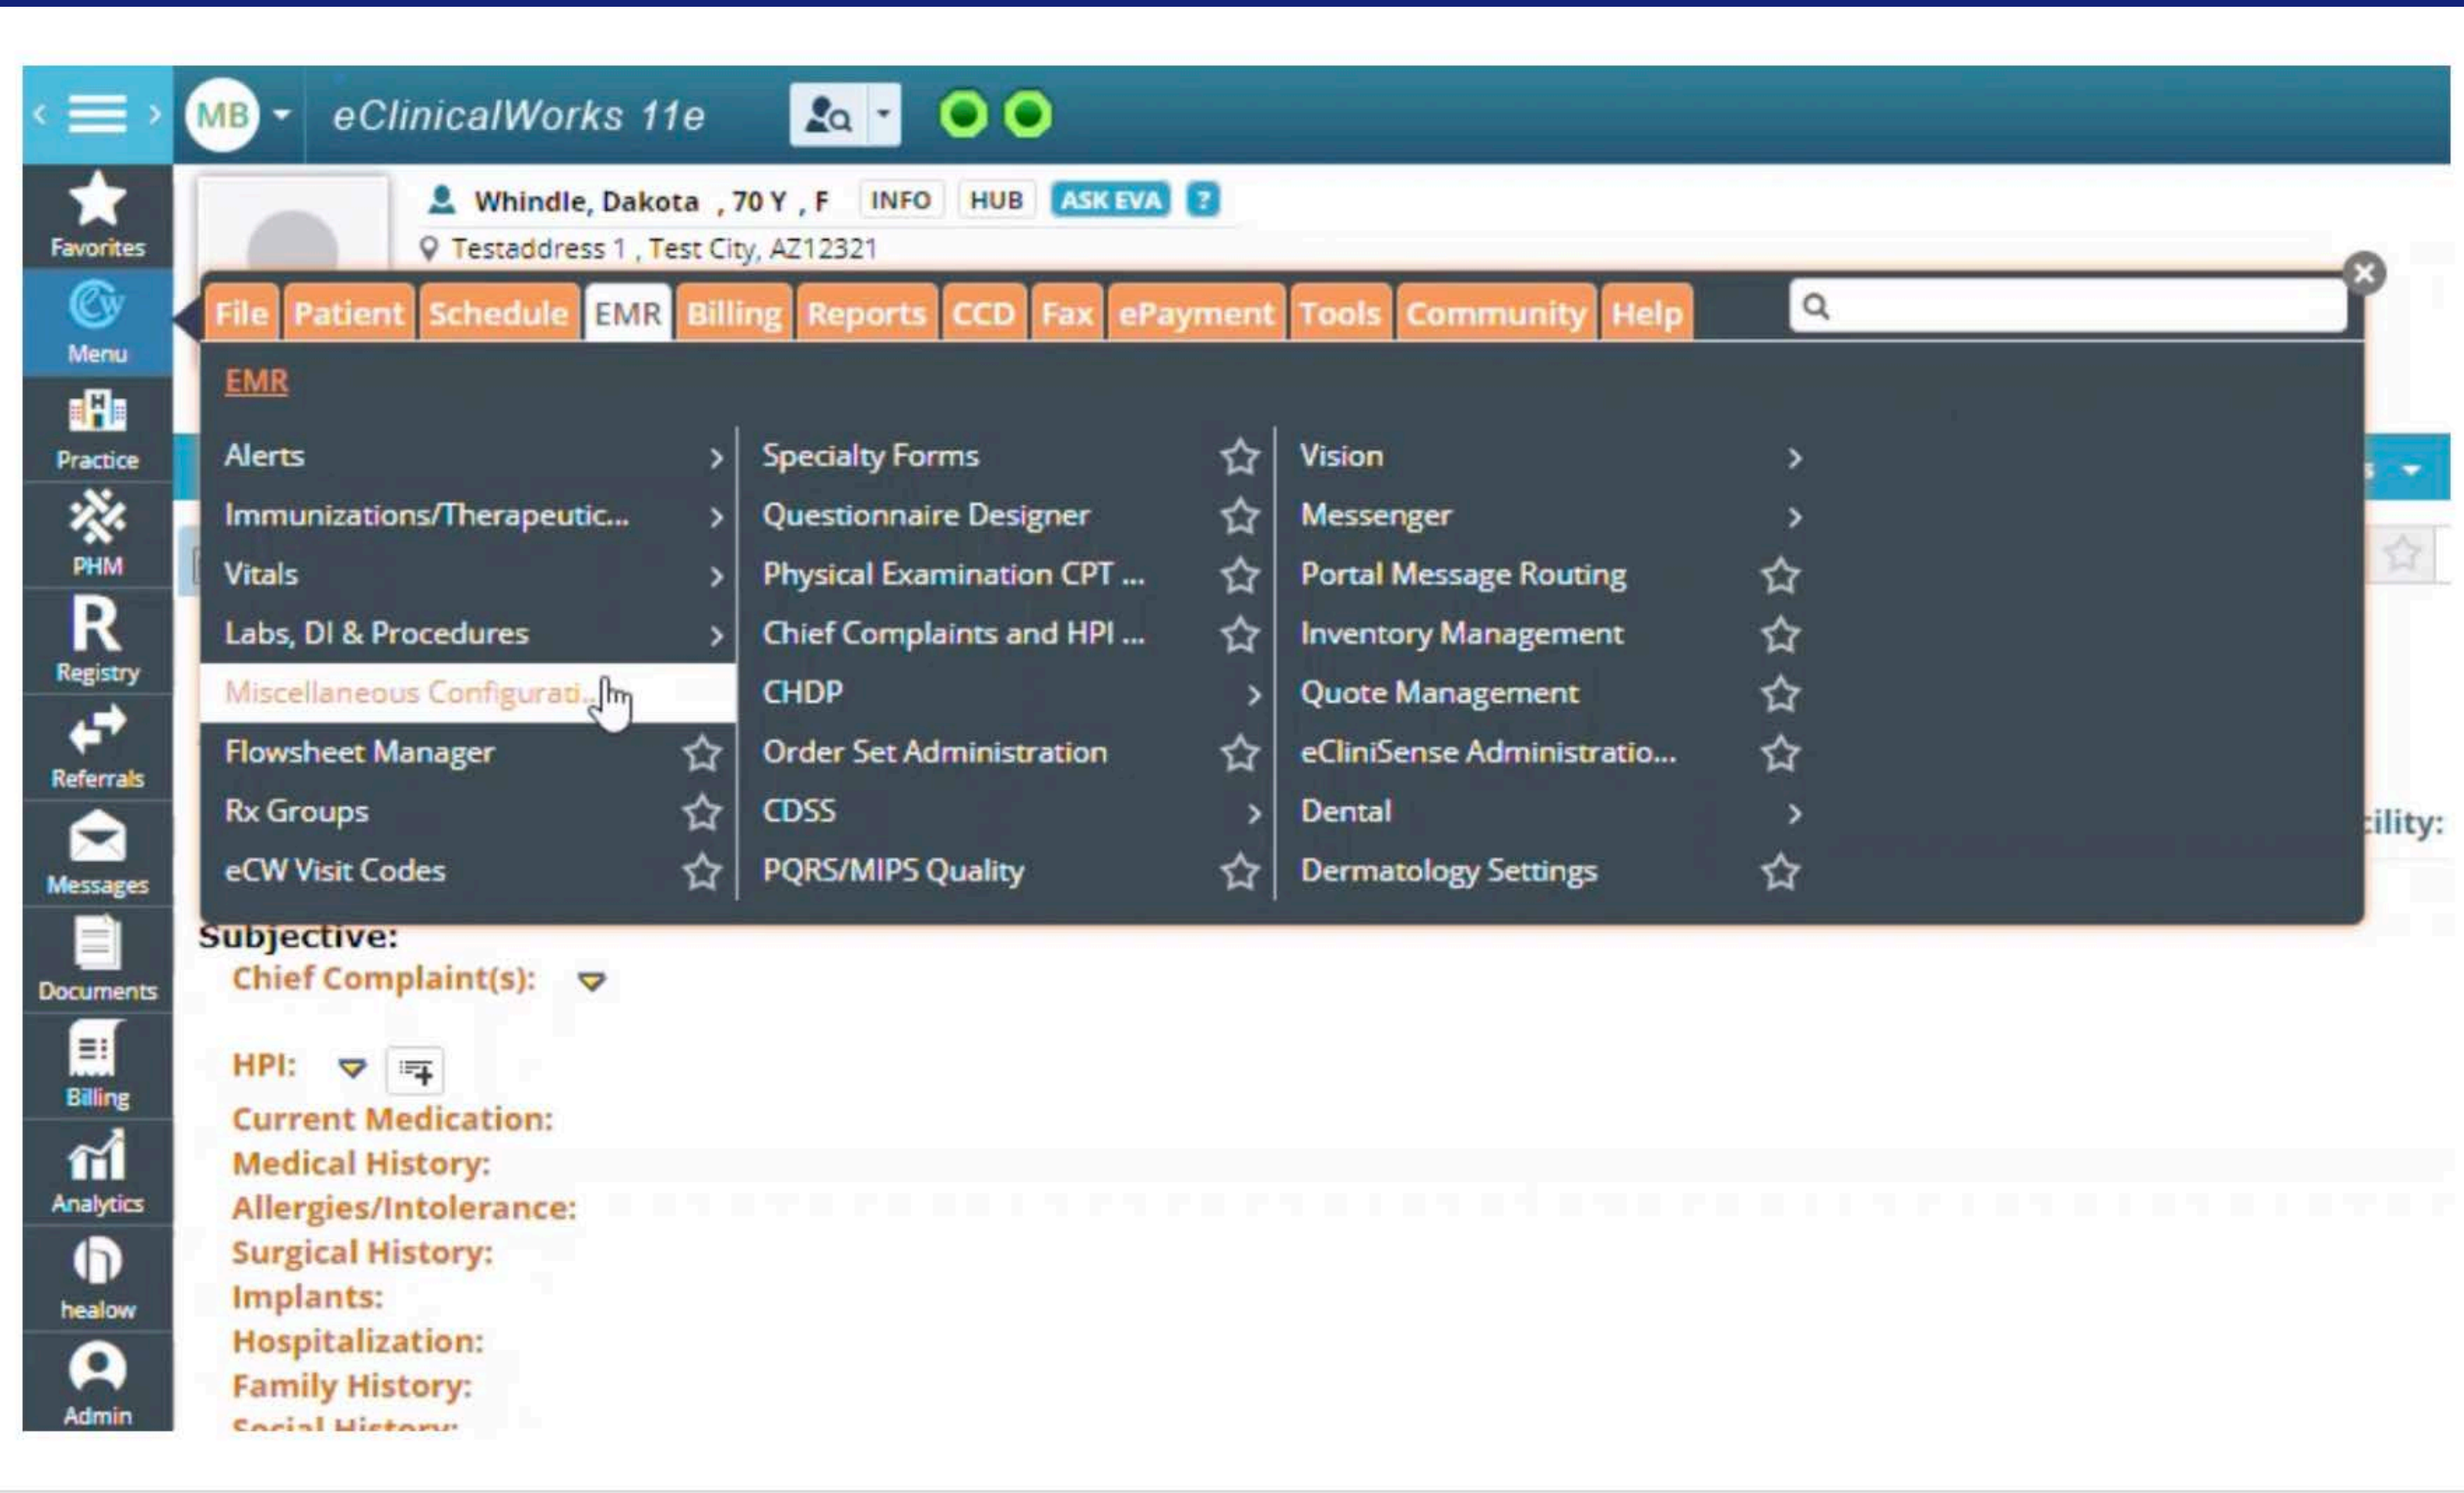 MB eClinicalWorks 11e
Favorites
Menu
Practice
PHM
R
Registry
Referrals
Messages
Documents
Billing
Analytics
healow
Admin
Whindle, Dakota , 70 Y , F INFO HUB ASK EVA ?
Testaddress 1 , Test City, AZ12321
File Patient Schedule EMR Billing Reports CCD Fax ePayment Tools Community Help
EMR
Alerts
Immunizations/Therapeutic...
Vitals
Labs, DI & Procedures
Miscellaneous Configurati...
Flowsheet Manager
Rx Groups
eCW Visit Codes
Specialty Forms
Questionnaire Designer
Physical Examination CPT ...
Chief Complaints and HPI ...
CHDP
Order Set Administration
CDSS
PQRS/MIPS Quality
Vision
Messenger
Portal Message Routing
Inventory Management
Quote Management
eCliniSense Administratio...
Dental
Dermatology Settings
cility:
Subjective:
Chief Complaint(s):
HPI:
Current Medication:
Medical History:
Allergies/Intolerance:
Surgical History:
Implants:
Hospitalization:
Family History:
Social History: